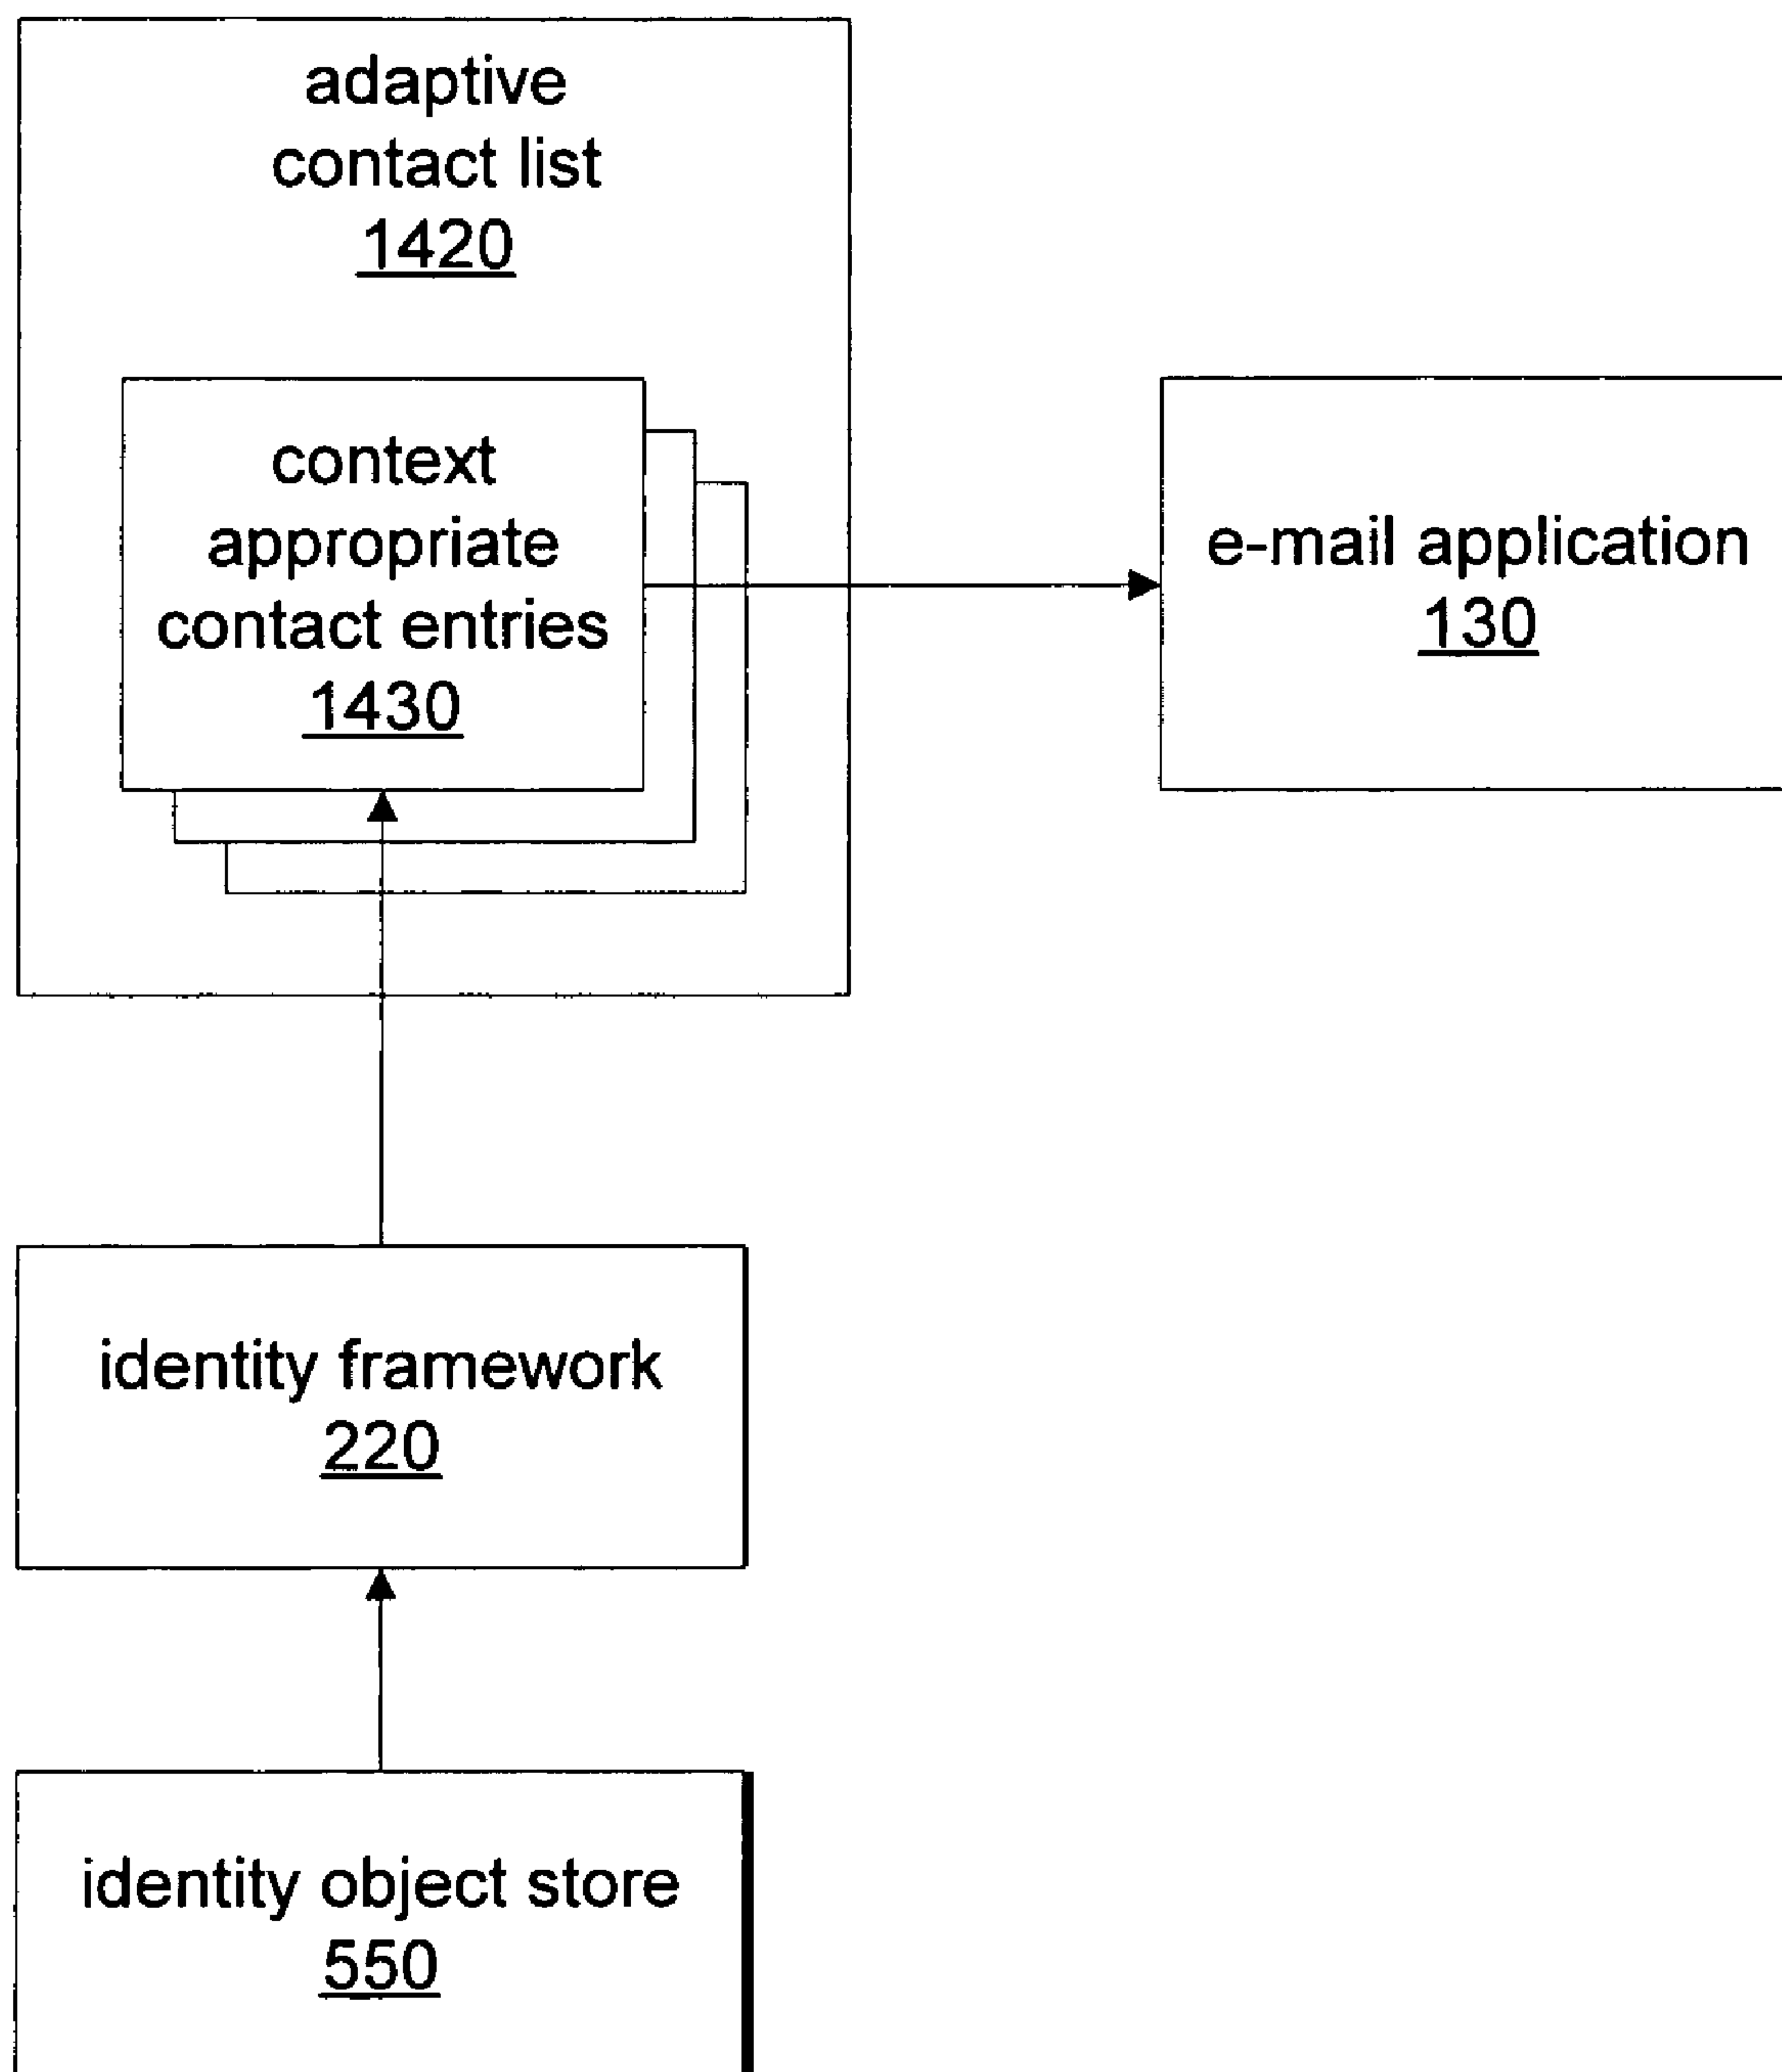 adaptive
contact list
1420
context
appropriate
contact entries
1430
e-mail application
130
identity framework
220
identity object store
550